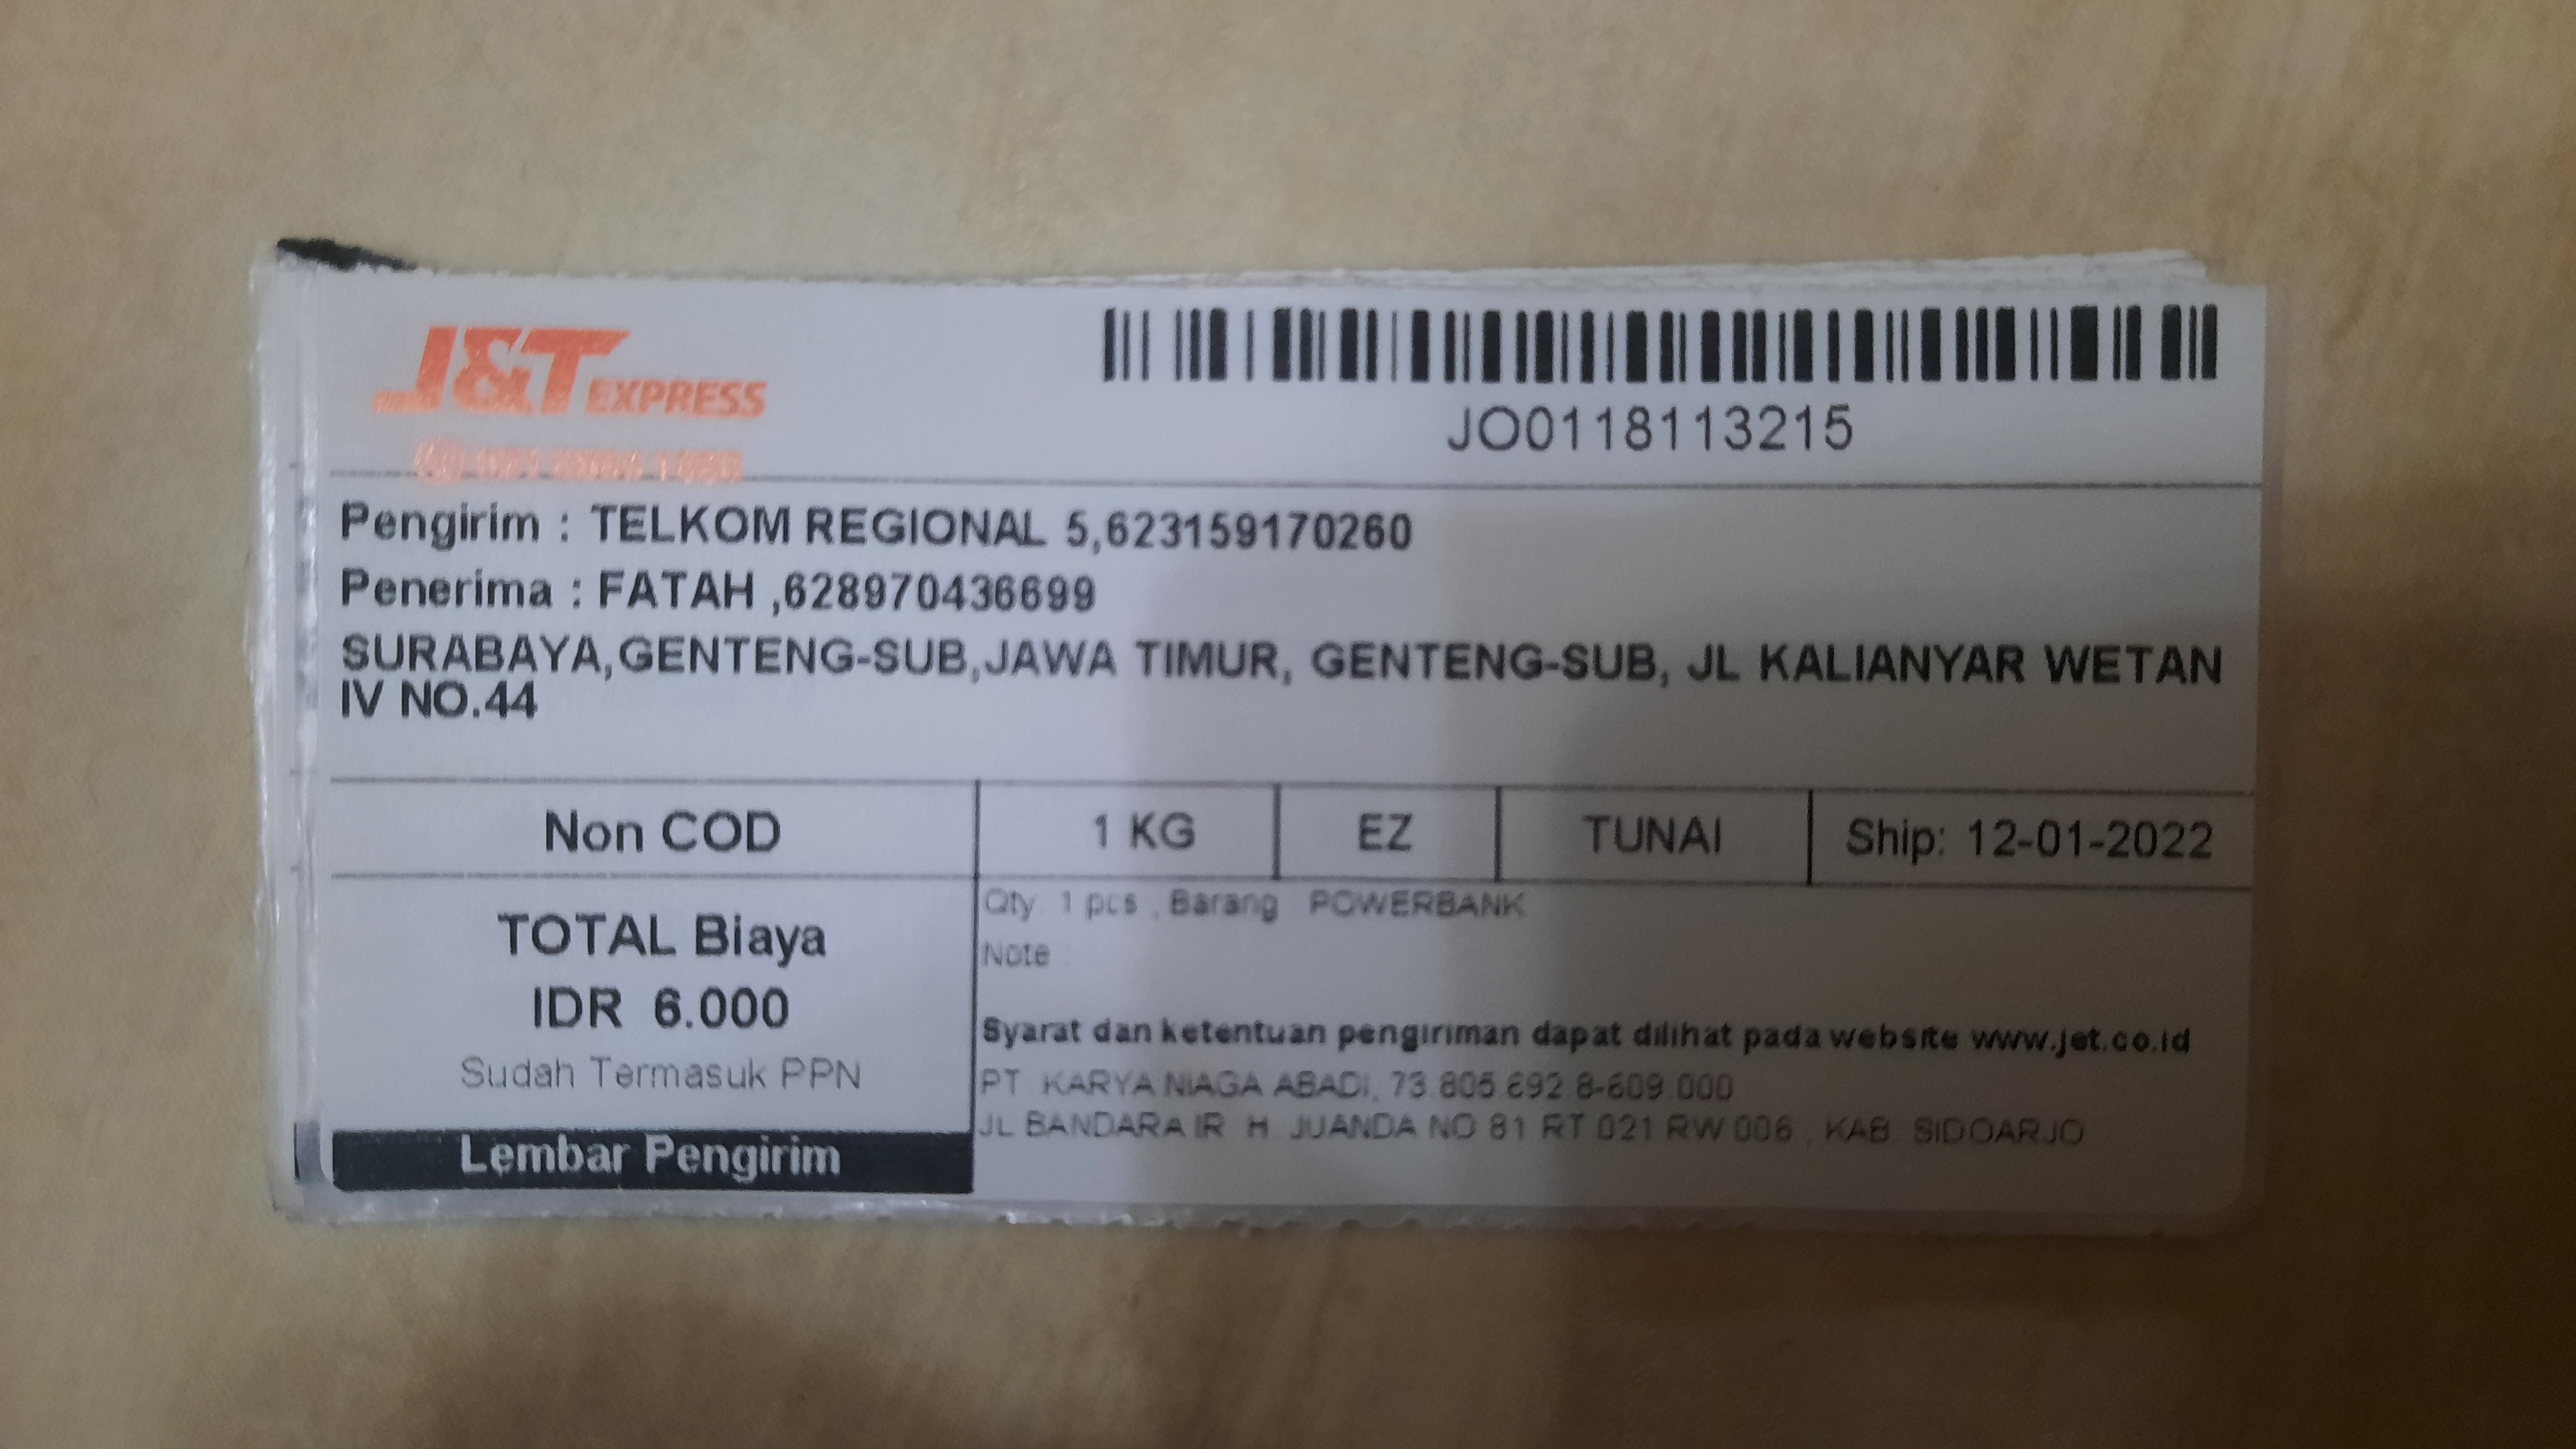 J&T EXPRESS
JO0118113215
Pengirim : TELKOM REGIONAL 5,623159170260
Penerima : FATAH ,628970436699
SURABAYA,GENTENG-SUB,JAWA TIMUR, GENTENG-SUB, JL KALIANYAR WETAN
IV NO.44
Non COD 1 KG EZ TUNAI Ship: 12-01-2022
TOTAL Biaya
IDR 6.000
Sudah Termasuk PPN
Lembar Pengirim
Qty 1 pcs , Barang POWERBANK
Note
Syarat dan ketentuan pengiriman dapat dilihat pada website www.jet.co.id
PT KARYA NIAGA ABADI, 73.805.692.8-609.000
JL BANDARA IR H JUANDA NO 81 RT 021 RW 006 , KAB SIDOARJO